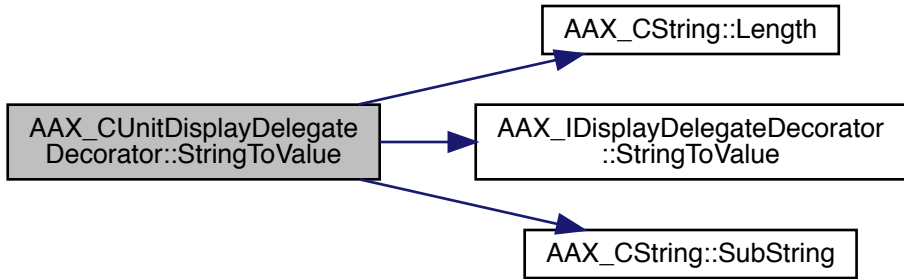 AAX_CString::Length
AAX_CUnitDisplayDelegate
Decorator::StringToValue
AAX_IDisplayDelegateDecorator
::StringToValue
AAX_CString::SubString